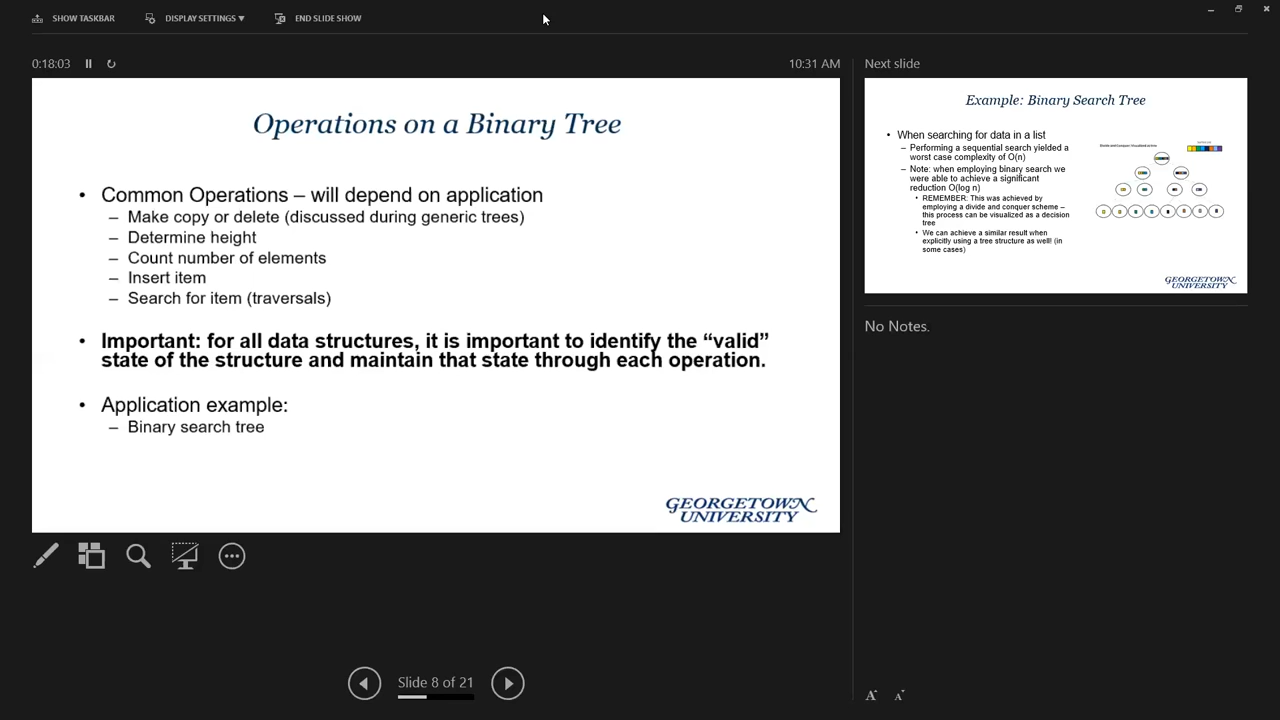 SHOW TASKBAR
DISPLAY SETTINGS ▼
END SLIDE SHOW
0:18:03
10:31 AM
Operations on a Binary Tree
• Common Operations – will depend on application
– Make copy or delete (discussed during generic trees)
– Determine height
– Count number of elements
– Insert item
– Search for item (traversals)
• Important: for all data structures, it is important to identify the “valid”
state of the structure and maintain that state through each operation.
• Application example:
– Binary search tree
GEORGETOWN
UNIVERSITY
Slide 8 of 21
Next slide
Example: Binary Search Tree
• When searching for data in a list
– Performing a sequential search yielded a
worst case complexity of O(n)
– Note: when employing binary search we
were able to achieve a significant
reduction O(log n)
• REMEMBER: This was achieved by
employing a divide and conquer scheme –
this process can be visualized as a decision
tree
• We can achieve a similar result when
explicitly using a tree structure as well! (in
some cases)
GEORGETOWN
UNIVERSITY
No Notes.
A A